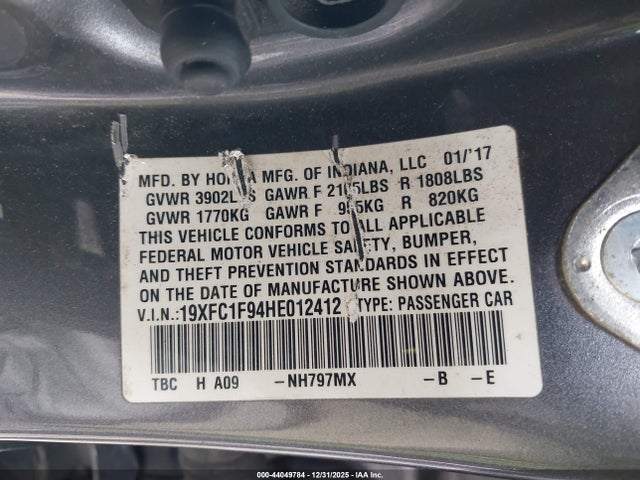 MFD. BY HONDA MFG. OF INDIANA, LLC 01/'17
GVWR 3902LBS GAWR F 2105LBS R 1808LBS
GVWR 1770KG GAWR F 955KG R 820KG
THIS VEHICLE CONFORMS TO ALL APPLICABLE
FEDERAL MOTOR VEHICLE SAFETY, BUMPER,
AND THEFT PREVENTION STANDARDS IN EFFECT
ON THE DATE OF MANUFACTURE SHOWN ABOVE.
V.I.N.:19XFC1F94HE012412 TYPE: PASSENGER CAR
TBC H A09 -NH797MX -B -E
000-44049784 - 12/31/2025 - IAA, Inc.